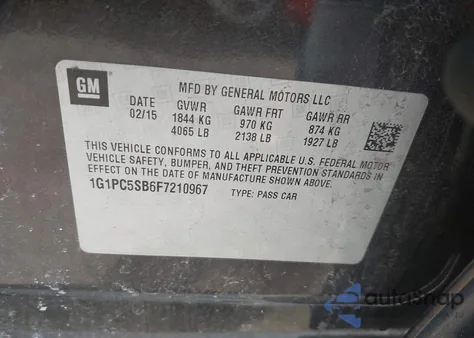 GM
MFD BY GENERAL MOTORS LLC
DATE GVWR GAWR FRT GAWR RR
02/15 1844 KG 970 KG 874 KG
4065 LB 2138 LB 1927 LB
THIS VEHICLE CONFORMS TO ALL APPLICABLE U.S. FEDERAL MOTOR
VEHICLE SAFETY, BUMPER, AND THEFT PREVENTION STANDARDS IN
EFFECT ON THE DATE OF MANUFACTURE SHOWN ABOVE.
1G1PC5SB6F7210967 TYPE: PASS CAR
autosnap